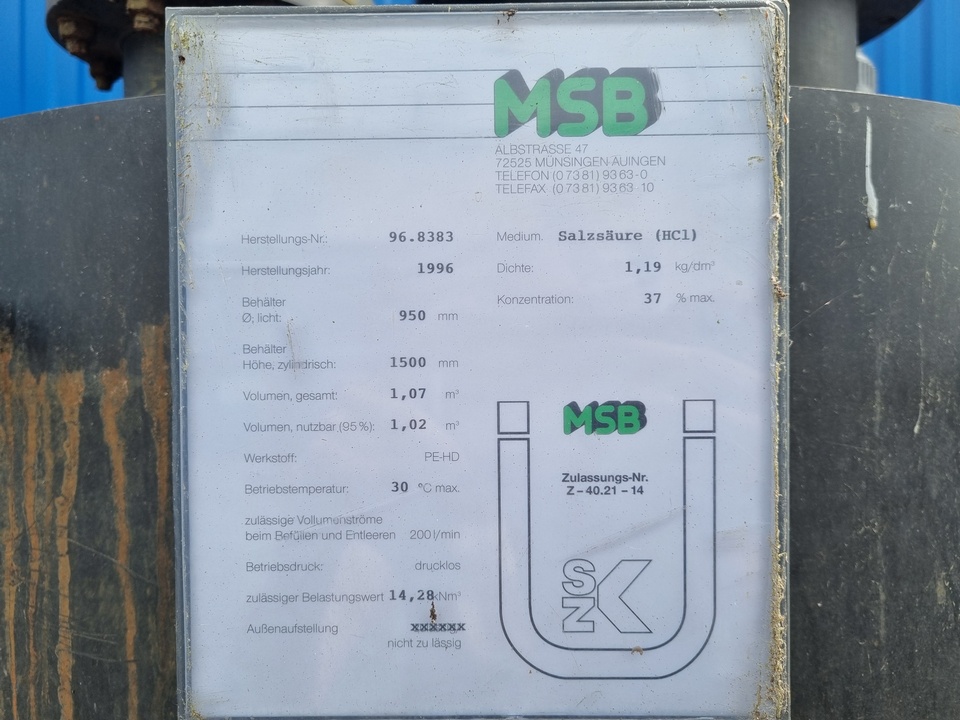 MSB
ALBSTRASSE 47
72525 MÜNSINGEN-AUINGEN
TELEFON (0 73 81) 93 63-0
TELEFAX (0 73 81) 93 63 10
Herstellungs-Nr.: 96.8383
Herstellungsjahr: 1996
Behälter
Ø; licht: 950 mm
Behälter
Höhe, zylindrisch: 1500 mm
Volumen, gesamt: 1,07 m³
Volumen, nutzbar (95%): 1,02 m³
Werkstoff: PE-HD
Betriebstemperatur: 30 °C max.
zulässige Vollumenströme
beim Befüllen und Entleeren 200 l/min
Betriebsdruck: drucklos
zulässiger Belastungswert 14,28 kNm³
Außenaufstellung xxxxxx
nicht zu lässig
Medium. Salzsäure (HCl)
Dichte: 1,19 kg/dm³
Konzentration: 37 % max.
MSB
Zulassungs-Nr.
Z – 40.21 – 14
SKZ
Ü